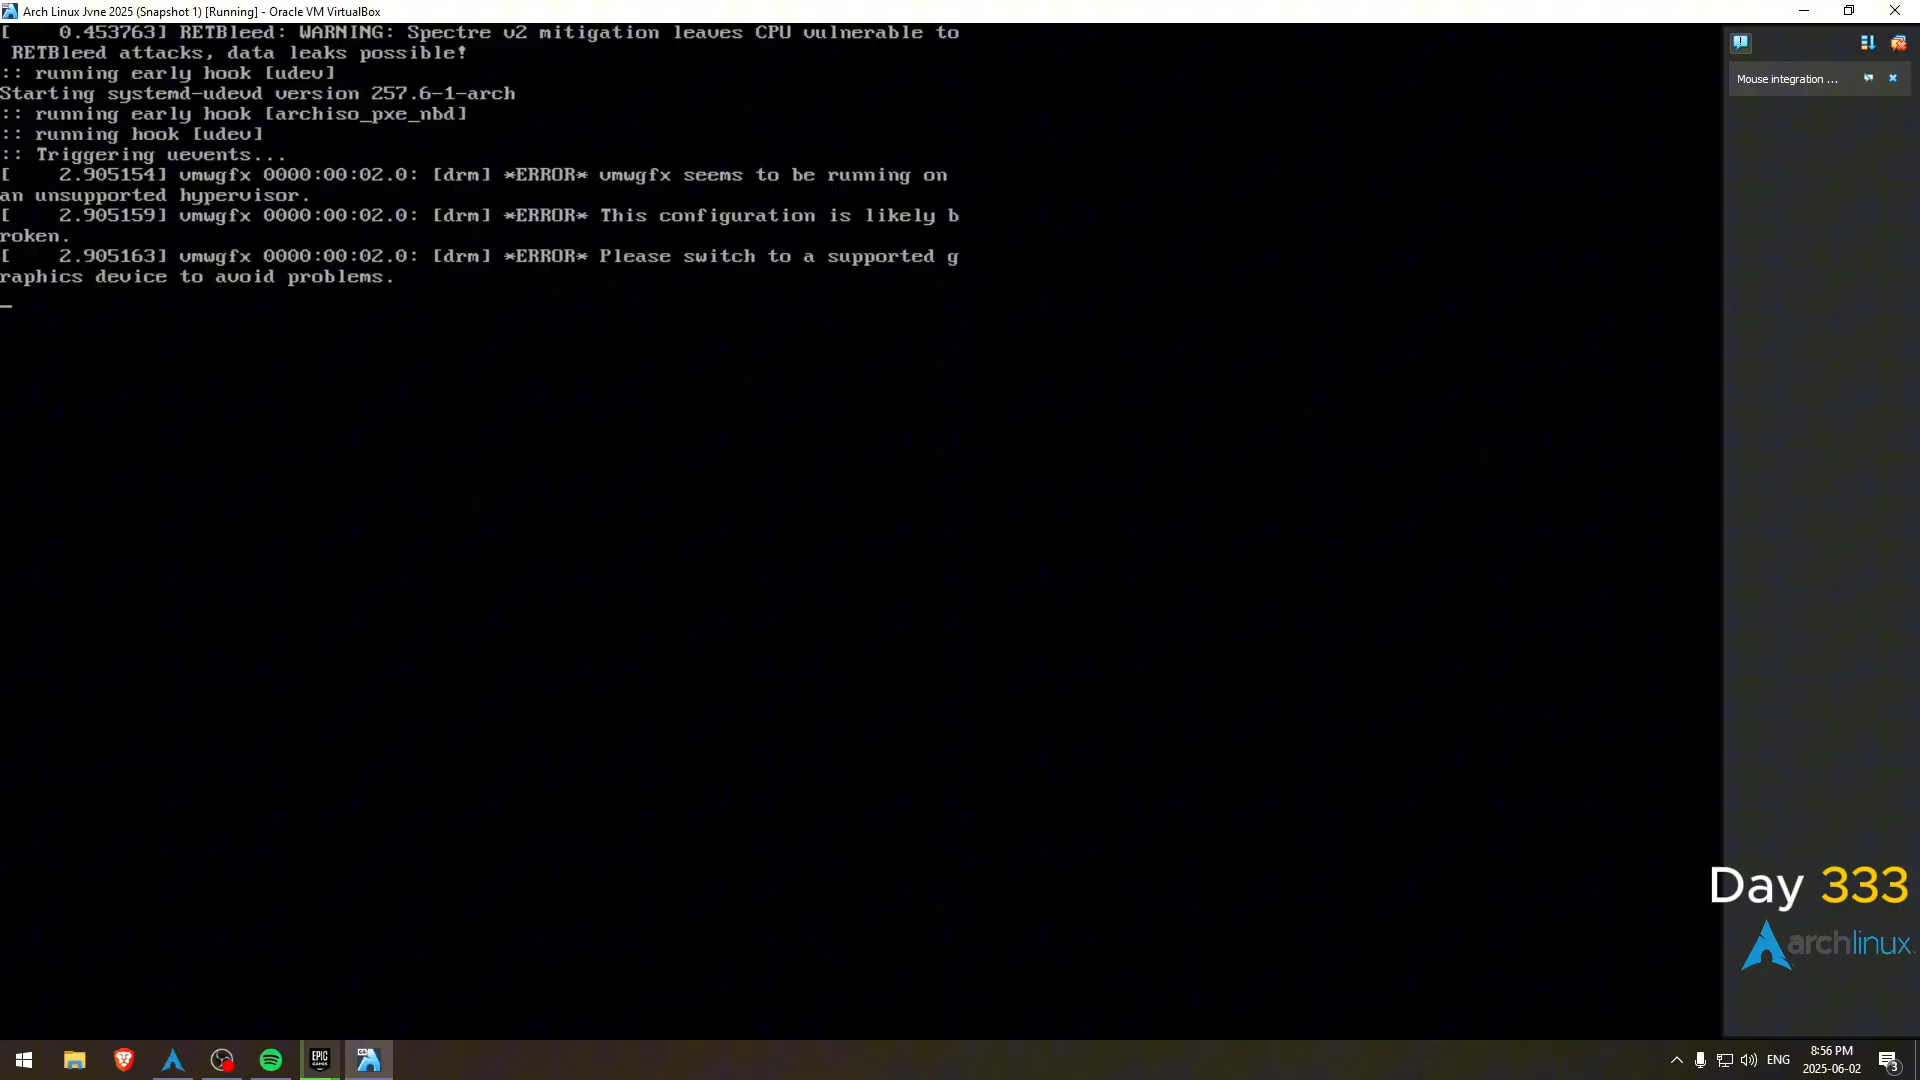 Arch Linux Jvne 2025 (Snapshot 1) [Running] - Oracle VM VirtualBox
[    0.453763] RETBleed: WARNING: Spectre v2 mitigation leaves CPU vulnerable to
 RETBleed attacks, data leaks possible!
:: running early hook [udev]
Starting systemd-udevd version 257.6-1-arch
:: running early hook [archiso_pxe_nbd]
:: running hook [udev]
:: Triggering uevents...
[    2.905154] vmwgfx 0000:00:02.0: [drm] *ERROR* vmwgfx seems to be running on
an unsupported hypervisor.
[    2.905159] vmwgfx 0000:00:02.0: [drm] *ERROR* This configuration is likely b
roken.
[    2.905163] vmwgfx 0000:00:02.0: [drm] *ERROR* Please switch to a supported g
raphics device to avoid problems.
_
Mouse integration ...
Day 333
archlinux
EPIC
GAMES
64
ENG
8:56 PM
2025-06-02
3